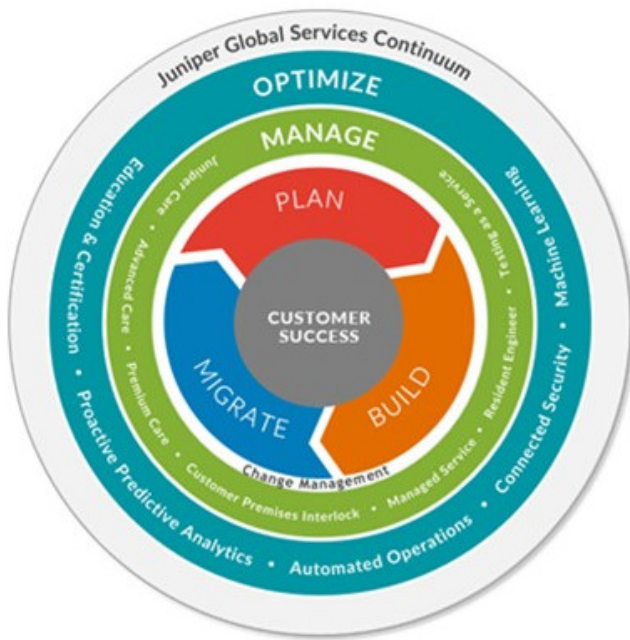 Juniper Global Services Continuum
OPTIMIZE
Education & Certification • Proactive Predictive Analytics • Automated Operations • Connected Security • Machine Learning
MANAGE
Juniper Care • Advanced Care • Premium Care • Customer Premises Interlock • Managed Service • Resident Engineer • Testing as a Service
PLAN
BUILD
MIGRATE
Change Management
CUSTOMER
SUCCESS